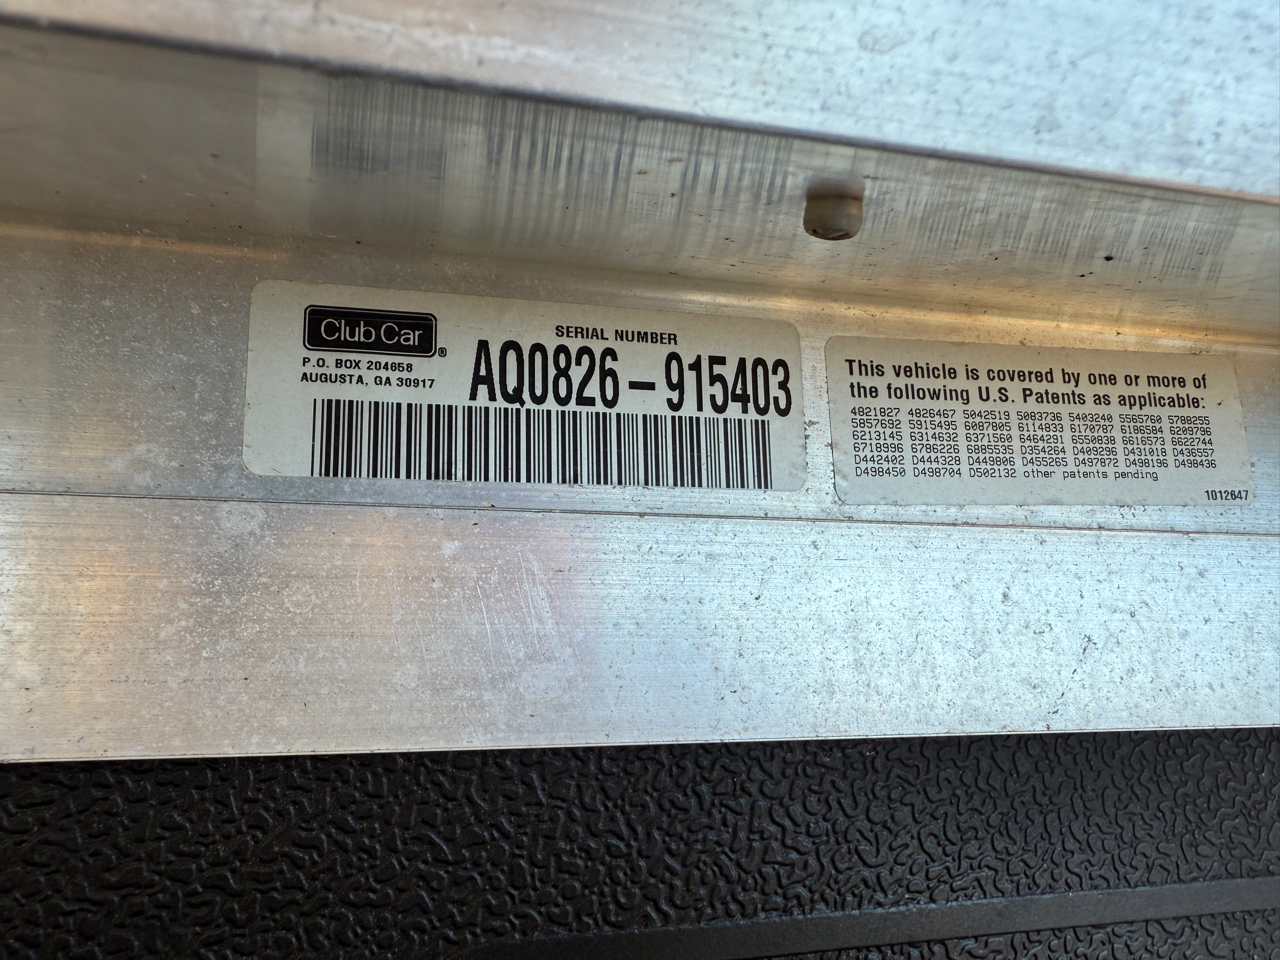 Club Car®
P.O. BOX 204658
AUGUSTA, GA 30917
SERIAL NUMBER
AQ0826-915403
This vehicle is covered by one or more of
the following U.S. Patents as applicable:
4821827 4826467 5042519 5083736 5403240 5565760 5788255
5857692 5915495 6087805 6114833 6170787 6186584 6209796
6213145 6314632 6371560 6464291 6550838 6616573 6622744
6718996 6786226 6885535 D354264 D409296 D431018 D436557
D442402 D444328 D449806 D455265 D497872 D498196 D498436
D498450 D498704 D502132 other patents pending
1012647